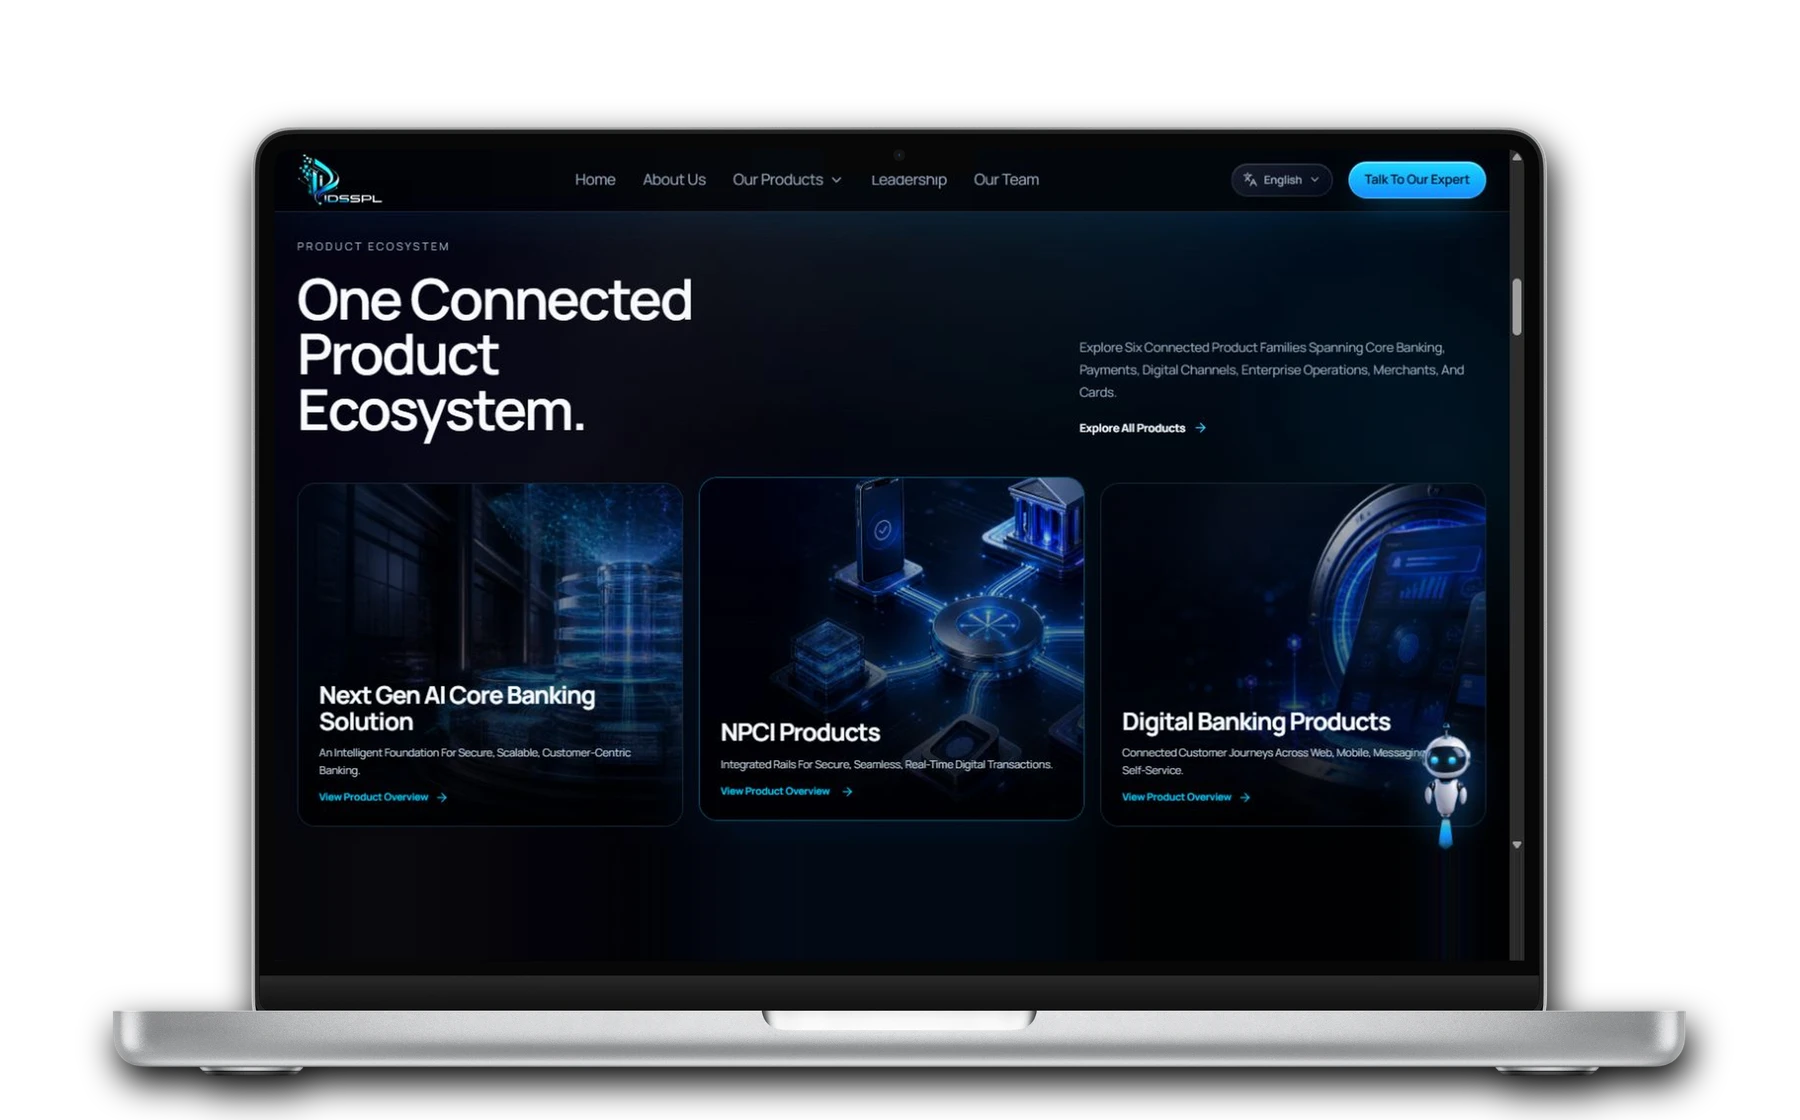 IDSSPL
Home About Us Our Products Leadership Our Team English Talk To Our Expert
PRODUCT ECOSYSTEM
One Connected
Product
Ecosystem.
Explore Six Connected Product Families Spanning Core Banking,
Payments, Digital Channels, Enterprise Operations, Merchants, And
Cards.
Explore All Products
Next Gen AI Core Banking
Solution
An Intelligent Foundation For Secure, Scalable, Customer-Centric
Banking.
View Product Overview
NPCI Products
Integrated Rails For Secure, Seamless, Real-Time Digital Transactions.
View Product Overview
Digital Banking Products
Connected Customer Journeys Across Web, Mobile, Messaging
Self-Service.
View Product Overview